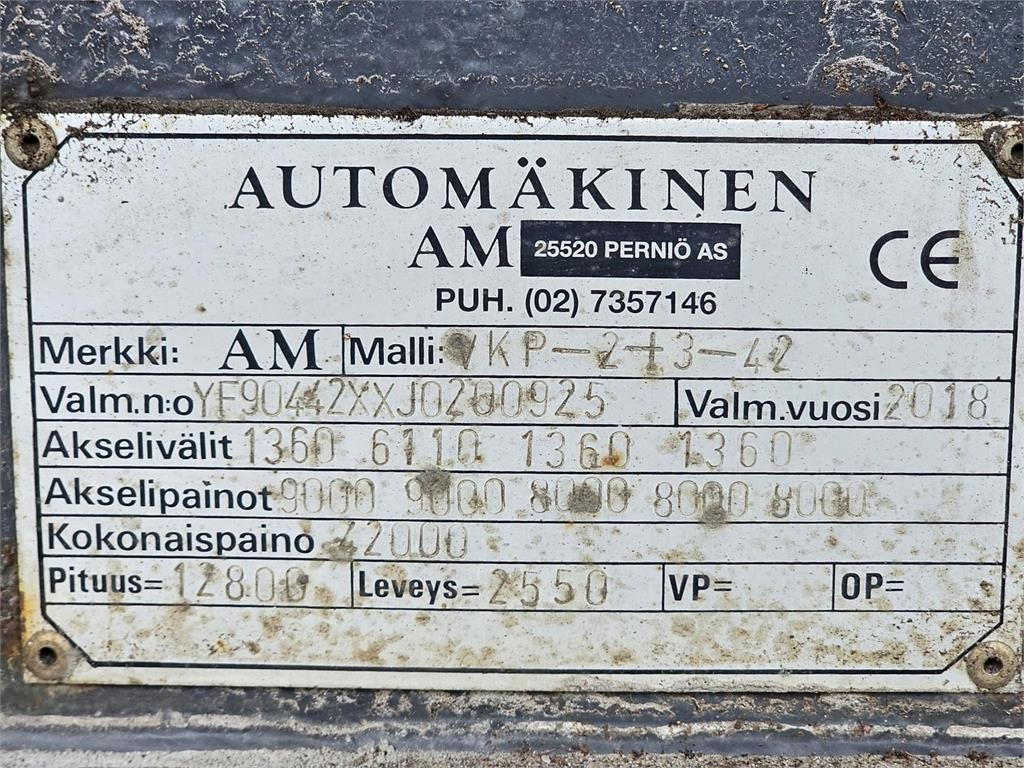 AUTOMÄKINEN
AM 25520 PERNIÖ AS
CE
PUH. (02) 7357146
Merkki: AM Malli: VKP-2+3-42
Valm.n:o YF90442XXJ0200925 Valm.vuosi 2018
Akselivälit 1360 6110 1360 1360
Akselipainot 9000 9000 8000 8000 8000
Kokonaispaino 42000
Pituus= 12800 Leveys= 2550 VP= OP=